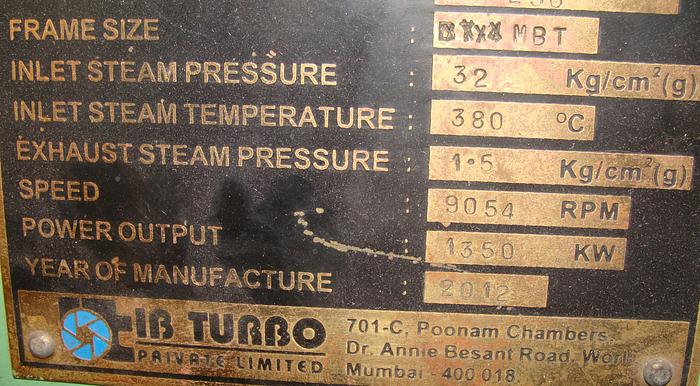 FRAME SIZE : MBT
INLET STEAM PRESSURE : 32 Kg/cm²(g)
INLET STEAM TEMPERATURE : 380 °C
EXHAUST STEAM PRESSURE : 1.5 Kg/cm²(g)
SPEED : 9054 RPM
POWER OUTPUT : 1350 KW
YEAR OF MANUFACTURE : 2012
IB TURBO
PRIVATE LIMITED
701-C, Poonam Chambers,
Dr. Annie Besant Road, Worli
Mumbai - 400 018.